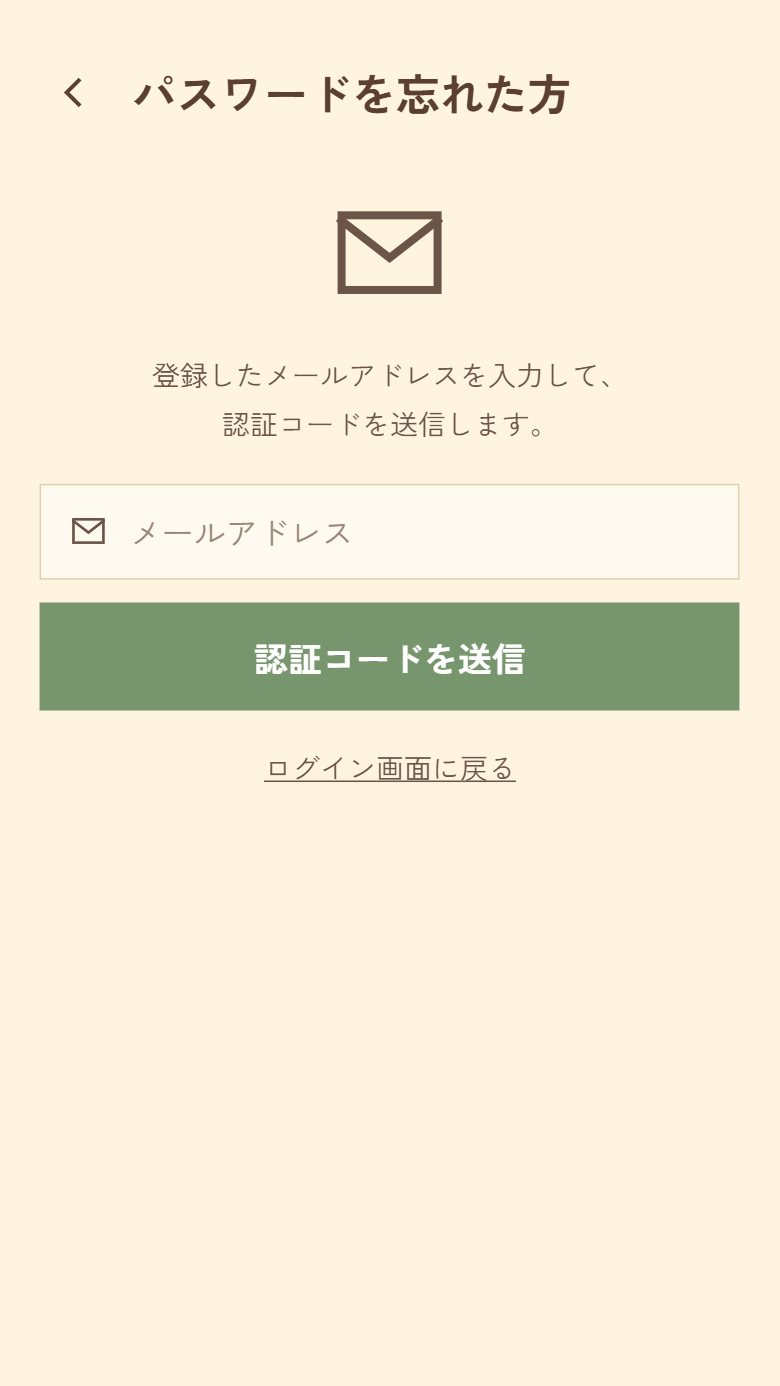 パスワードを忘れた方
登録したメールアドレスを入力して、
認証コードを送信します。
メールアドレス
認証コードを送信
ログイン画面に戻る